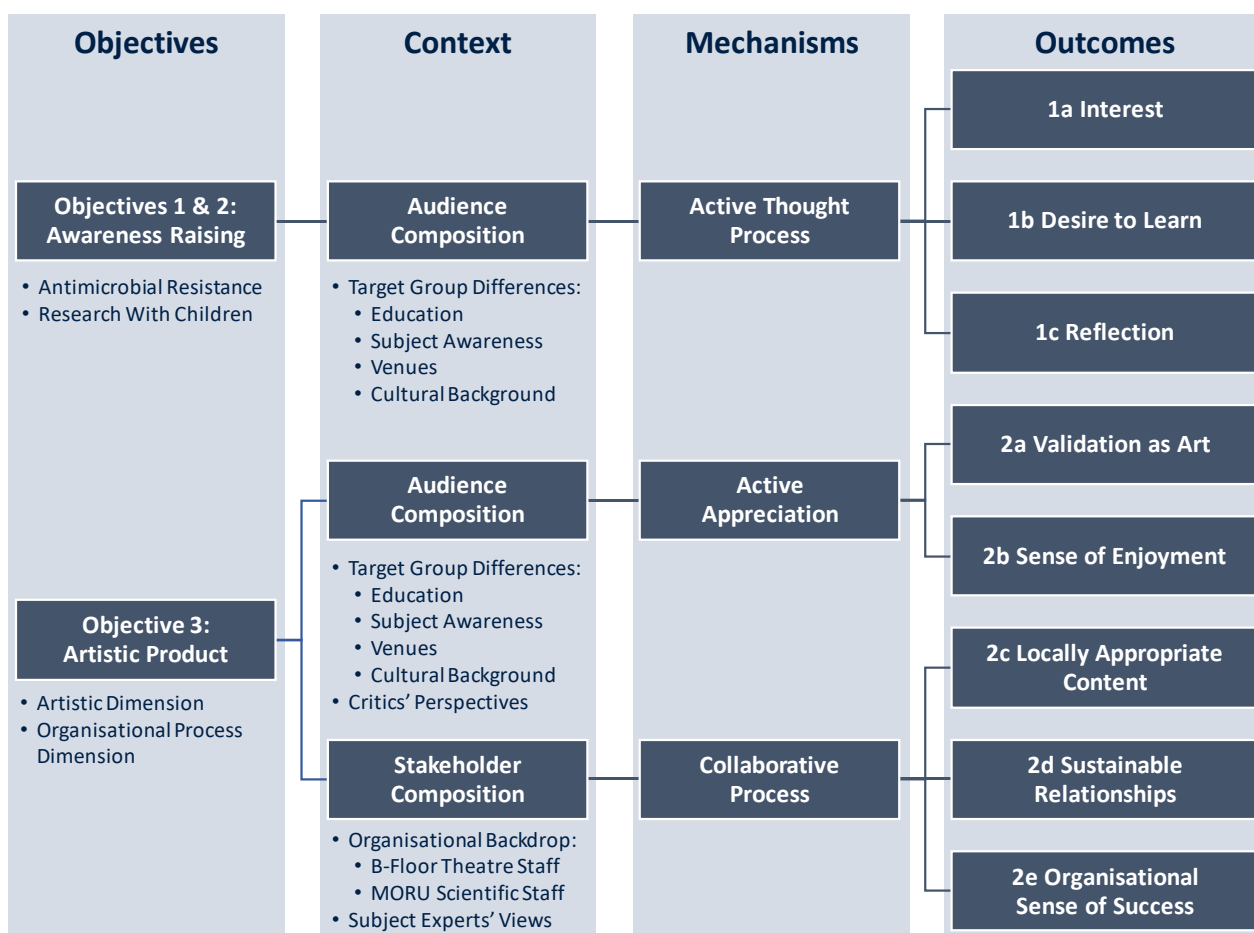 Objectives
Context
Mechanisms
Outcomes
Objectives 1 & 2:
Awareness Raising
• Antimicrobial Resistance
• Research With Children
Audience
Composition
• Target Group Differences:
• Education
• Subject Awareness
• Venues
• Cultural Background
Active Thought
Process
1a Interest
1b Desire to Learn
1c Reflection
Objective 3:
Artistic Product
• Artistic Dimension
• Organisational Process
Dimension
Audience
Composition
• Target Group Differences:
• Education
• Subject Awareness
• Venues
• Cultural Background
• Critics’ Perspectives
Active
Appreciation
2a Validation as Art
2b Sense of Enjoyment
Stakeholder
Composition
• Organisational Backdrop:
• B-Floor Theatre Staff
• MORU Scientific Staff
• Subject Experts’ Views
Collaborative
Process
2c Locally Appropriate
Content
2d Sustainable
Relationships
2e Organisational
Sense of Success